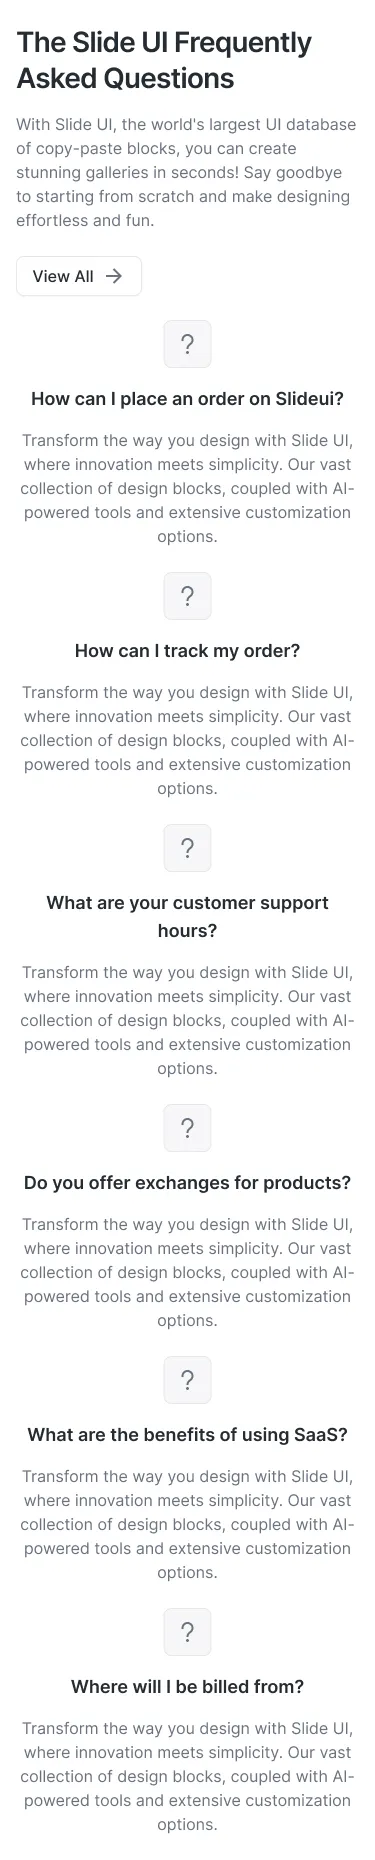 The Slide UI Frequently
Asked Questions
With Slide UI, the world's largest UI database
of copy-paste blocks, you can create
stunning galleries in seconds! Say goodbye
to starting from scratch and make designing
effortless and fun.
View All
?
How can I place an order on Slideui?
Transform the way you design with Slide UI,
where innovation meets simplicity. Our vast
collection of design blocks, coupled with AI-
powered tools and extensive customization
options.
?
How can I track my order?
Transform the way you design with Slide UI,
where innovation meets simplicity. Our vast
collection of design blocks, coupled with AI-
powered tools and extensive customization
options.
?
What are your customer support
hours?
Transform the way you design with Slide UI,
where innovation meets simplicity. Our vast
collection of design blocks, coupled with AI-
powered tools and extensive customization
options.
?
Do you offer exchanges for products?
Transform the way you design with Slide UI,
where innovation meets simplicity. Our vast
collection of design blocks, coupled with AI-
powered tools and extensive customization
options.
?
What are the benefits of using SaaS?
Transform the way you design with Slide UI,
where innovation meets simplicity. Our vast
collection of design blocks, coupled with AI-
powered tools and extensive customization
options.
?
Where will I be billed from?
Transform the way you design with Slide UI,
where innovation meets simplicity. Our vast
collection of design blocks, coupled with AI-
powered tools and extensive customization
options.